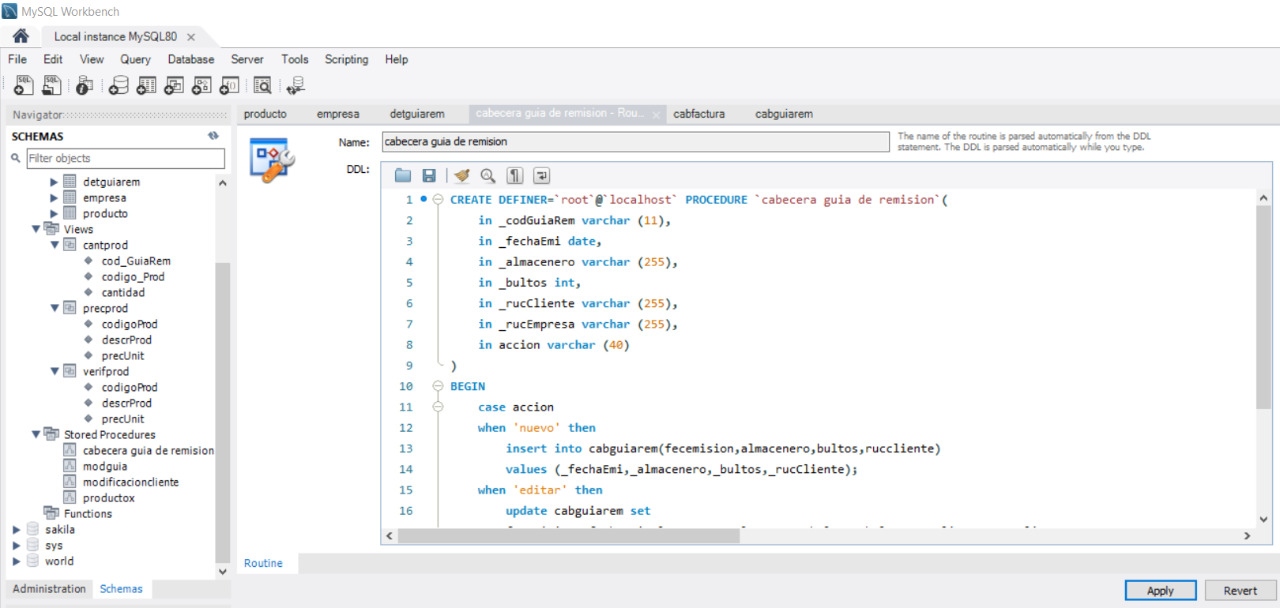 MySQL Workbench
Local instance MySQL80
File Edit View Query Database Server Tools Scripting Help
Navigator
SCHEMAS
Filter objects
detguiarem
empresa
producto
Views
cantprod
cod_GuiaRem
codigo_Prod
cantidad
precprod
codigoProd
descrProd
precUnit
verifprod
codigoProd
descrProd
precUnit
Stored Procedures
cabecera guia de remision
modguia
modificacioncliente
productox
Functions
sakila
sys
world
Administration Schemas
producto empresa detguiarem cabecera guia de remision - Rou... cabfactura cabguiarem
Name: cabecera guia de remision
The name of the routine is parsed automatically from the DDL
statement. The DDL is parsed automatically while you type.
DDL:
1 CREATE DEFINER=`root`@`localhost` PROCEDURE `cabecera guia de remision`(
2 in _codGuiaRem varchar (11),
3 in _fechaEmi date,
4 in _almacenero varchar (255),
5 in _bultos int,
6 in _rucCliente varchar (255),
7 in _rucEmpresa varchar (255),
8 in accion varchar (40)
9 )
10 BEGIN
11 case accion
12 when 'nuevo' then
13 insert into cabguiarem(fecemision,almacenero,bultos,ruccliente)
14 values (_fechaEmi,_almacenero,_bultos,_rucCliente);
15 when 'editar' then
16 update cabguiarem set
Routine
Apply Revert